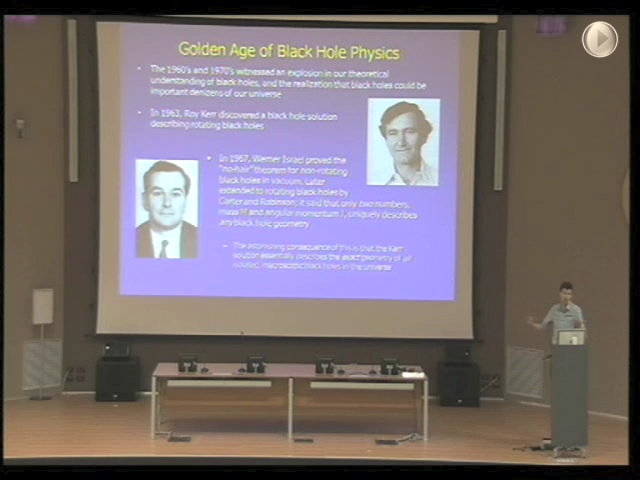 Golden Age of Black Hole Physics
• The 1960's and 1970's witnessed an explosion in our theoretical
understanding of black holes, and the realization that black holes could be
important denizens of our universe
• In 1963, Roy Kerr discovered a black hole solution
describing rotating black holes
• In 1967, Werner Israel proved the
"no-hair" theorem for non-rotating
black holes in vacuum. Later
extended to rotating black holes by
Carter and Robinson; it said that only two numbers,
mass M and angular momentum J, uniquely describes
any black hole geometry
– The astonishing consequence of this is that the Kerr
solution essentially describes the exact geometry of all
isolated, macroscopic black holes in the universe